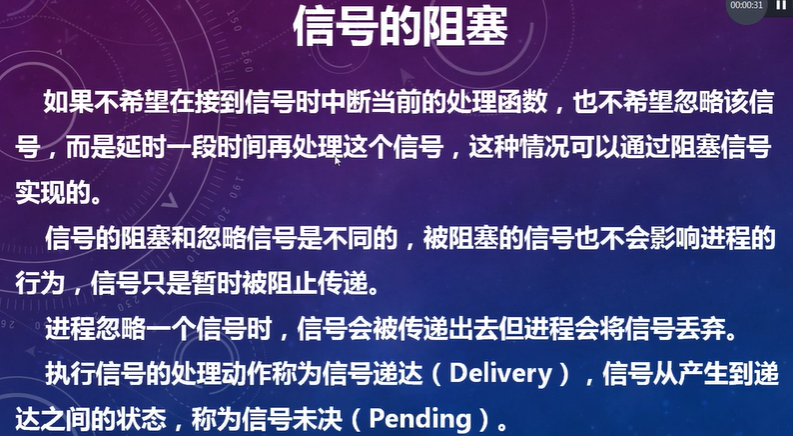 00:00:31
信号的阻塞
如果不希望在接到信号时中断当前的处理函数，也不希望忽略该信
号，而是延时一段时间再处理这个信号，这种情况可以通过阻塞信号
实现的。
信号的阻塞和忽略信号是不同的，被阻塞的信号也不会影响进程的
行为，信号只是暂时被阻止传递。
进程忽略一个信号时，信号会被传递出去但进程会将信号丢弃。
执行信号的处理动作称为信号递达（Delivery），信号从产生到递
达之间的状态，称为信号未决（Pending）。
150
160
190
200
230
260